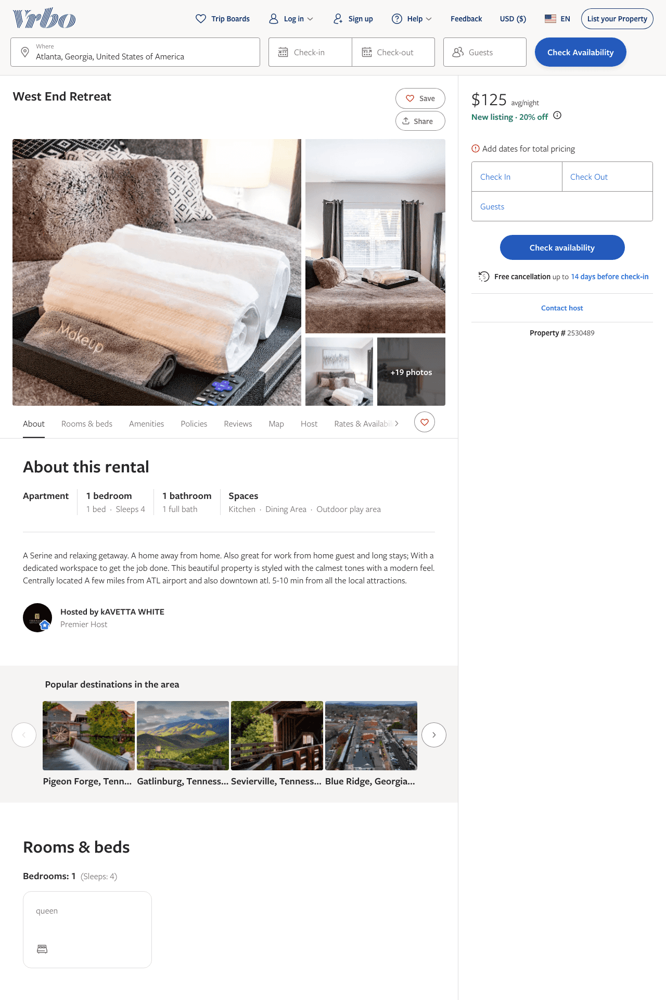 Vrbo
Trip Boards
Log in
Sign up
Help
Feedback
USD ($)
EN
List your Property
Where
Atlanta, Georgia, United States of America
Check-in
Check-out
Guests
Check Availability
West End Retreat
Save
Share
Makeup
+19 photos
$125 avg/night
New listing · 20% off
Add dates for total pricing
Check In
Check Out
Guests
Check availability
Free cancellation up to 14 days before check-in
Contact host
Property # 2530489
About
Rooms & beds
Amenities
Policies
Reviews
Map
Host
Rates & Availabili
About this rental
Apartment
1 bedroom
1 bed · Sleeps 4
1 bathroom
1 full bath
Spaces
Kitchen · Dining Area · Outdoor play area
A Serine and relaxing getaway. A home away from home. Also great for work from home guest and long stays; With a
dedicated workspace to get the job done. This beautiful property is styled with the calmest tones with a modern feel.
Centrally located A few miles from ATL airport and also downtown atl. 5-10 min from all the local attractions.
Hosted by kAVETTA WHITE
Premier Host
Popular destinations in the area
Pigeon Forge, Tenn...
Gatlinburg, Tenness...
Sevierville, Tenness...
Blue Ridge, Georgia...
Rooms & beds
Bedrooms: 1 (Sleeps: 4)
queen